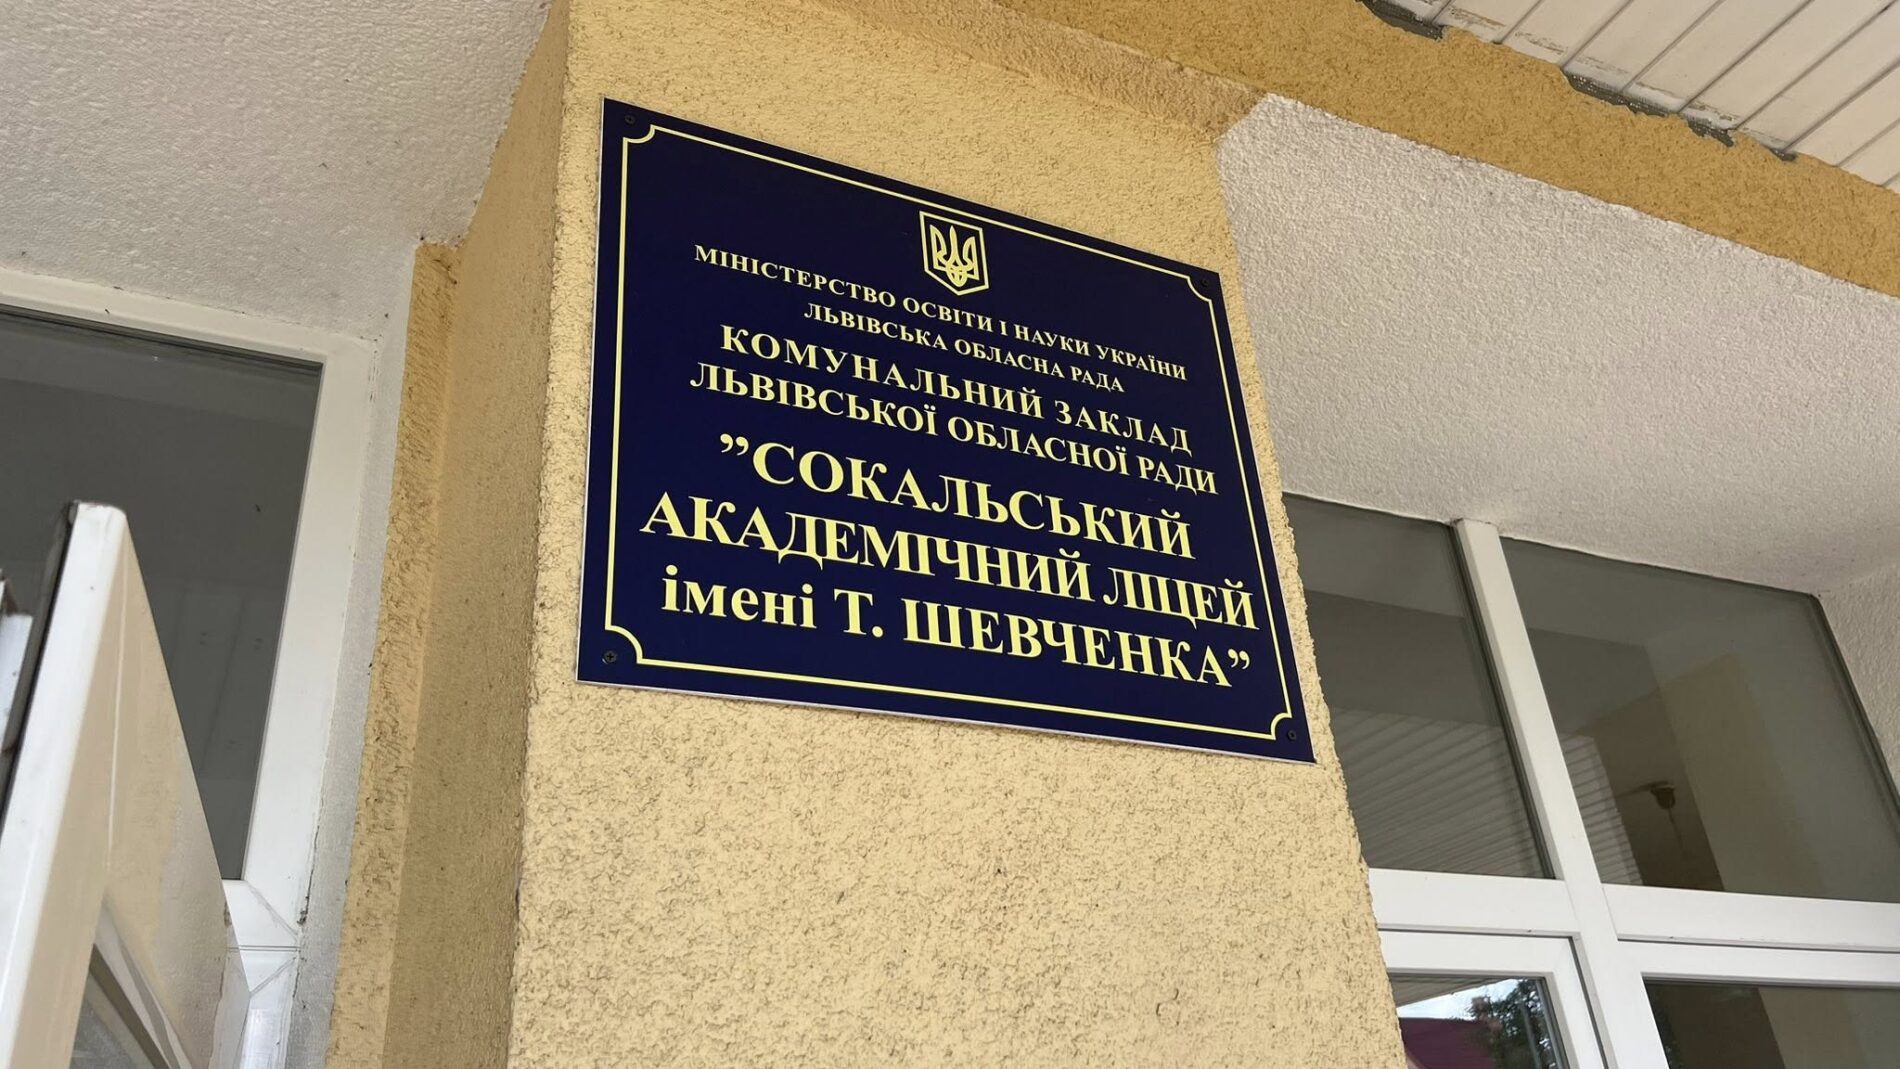 МІНІСТЕРСТВО ОСВІТИ І НАУКИ УКРАЇНИ
ЛЬВІВСЬКА ОБЛАСНА РАДА
КОМУНАЛЬНИЙ ЗАКЛАД
ЛЬВІВСЬКОЇ ОБЛАСНОЇ РАДИ
”СОКАЛЬСЬКИЙ
АКАДЕМІЧНИЙ ЛІЦЕЙ
імені Т. ШЕВЧЕНКА”